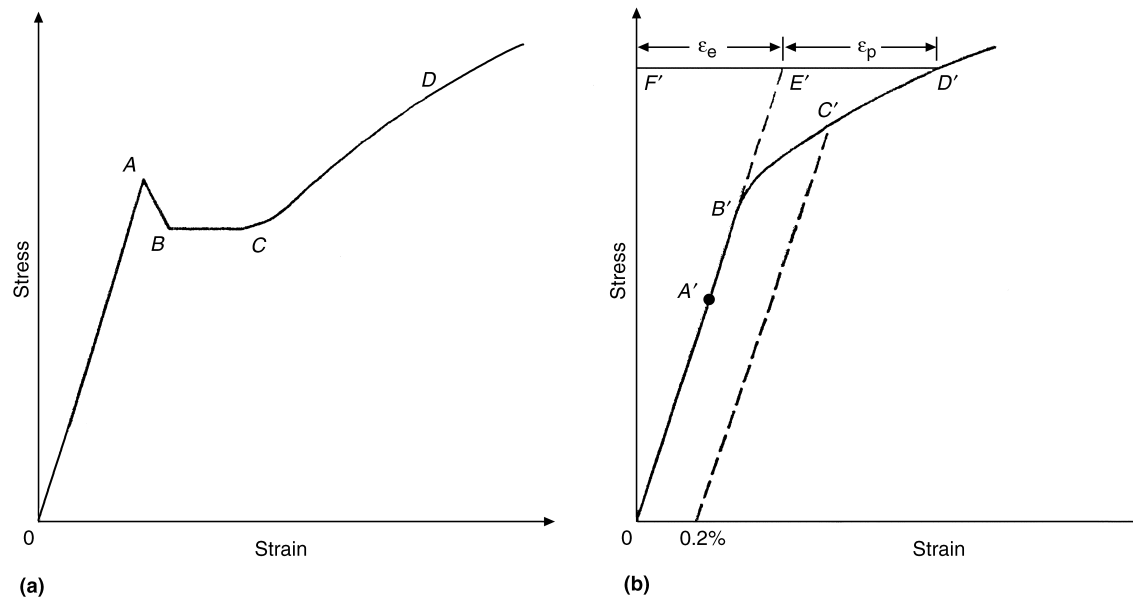 A
B
C
D
Stress
0
Strain
(a)
εe
εp
F′
E′
D′
C′
B′
A′
Stress
0
0.2%
Strain
(b)